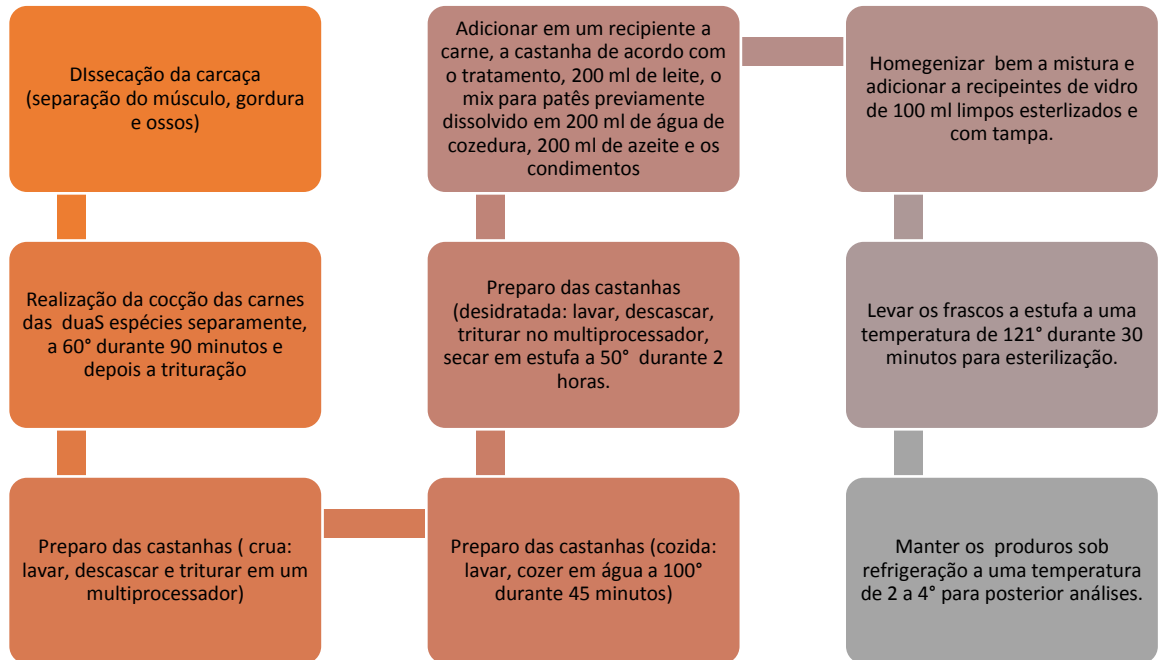 DIssecação da carcaça
(separação do músculo, gordura
e ossos)
Realização da cocção das carnes
das duaS espécies separamente,
a 60° durante 90 minutos e
depois a trituração
Preparo das castanhas ( crua:
lavar, descascar e triturar em um
multiprocessador)
Preparo das castanhas (cozida:
lavar, cozer em água a 100°
durante 45 minutos)
Preparo das castanhas
(desidratada: lavar, descascar,
triturar no multiprocessador,
secar em estufa a 50° durante 2
horas.
Adicionar em um recipiente a
carne, a castanha de acordo com
o tratamento, 200 ml de leite, o
mix para patês previamente
dissolvido em 200 ml de água de
cozedura, 200 ml de azeite e os
condimentos
Homegenizar bem a mistura e
adicionar a recipeintes de vidro
de 100 ml limpos esterlizados e
com tampa.
Levar os frascos a estufa a uma
temperatura de 121° durante 30
minutos para esterilização.
Manter os produros sob
refrigeração a uma temperatura
de 2 a 4° para posterior análises.